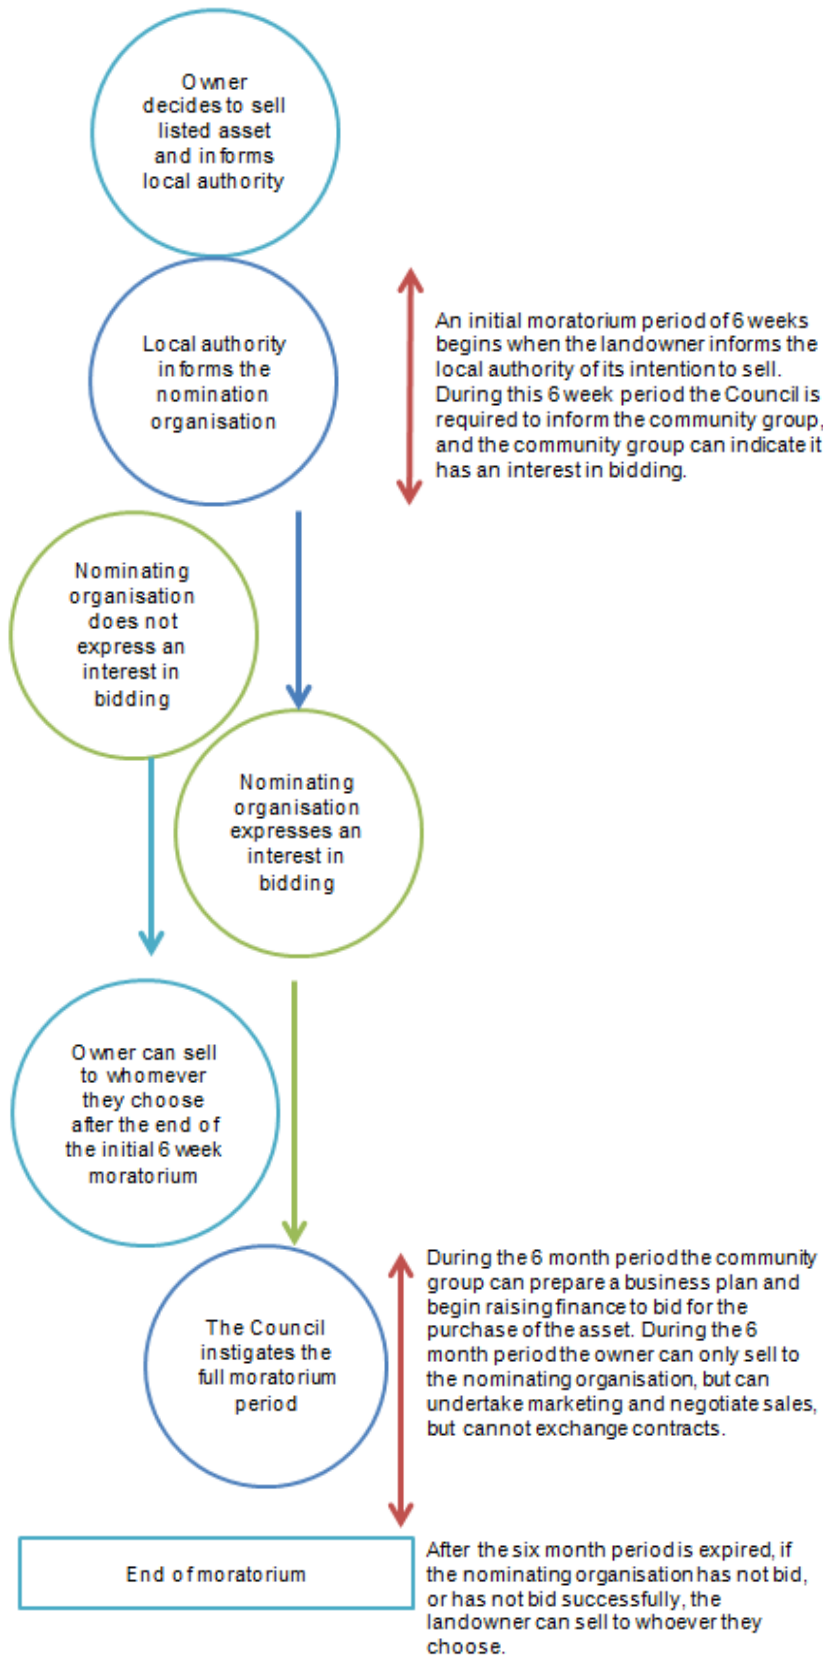 Owner
decides to sell
listed asset
and informs
local authority
Local authority
informs the
nomination
organisation
An initial moratorium period of 6 weeks
begins when the landowner informs the
local authority of its intention to sell.
During this 6 week period the Council is
required to inform the community group,
and the community group can indicate it
has an interest in bidding.
Nominating
organisation
does not
express an
interest in
bidding
Nominating
organisation
expresses an
interest in
bidding
Owner can sell
to whomever
they choose
after the end of
the initial 6 week
moratorium
The Council
instigates the
full moratorium
period
During the 6 month period the community
group can prepare a business plan and
begin raising finance to bid for the
purchase of the asset. During the 6
month period the owner can only sell to
the nominating organisation, but can
undertake marketing and negotiate sales,
but cannot exchange contracts.
End of moratorium
After the six month period is expired, if
the nominating organisation has not bid,
or has not bid successfully, the
landowner can sell to whoever they
choose.